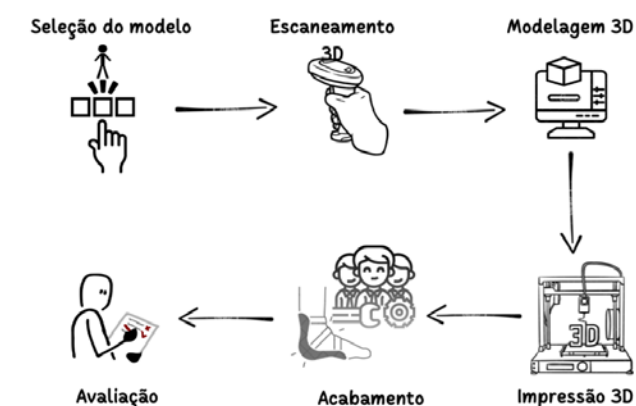 Seleção do modelo
Escaneamento
3D
Modelagem 3D
3D
Impressão 3D
Acabamento
Avaliação